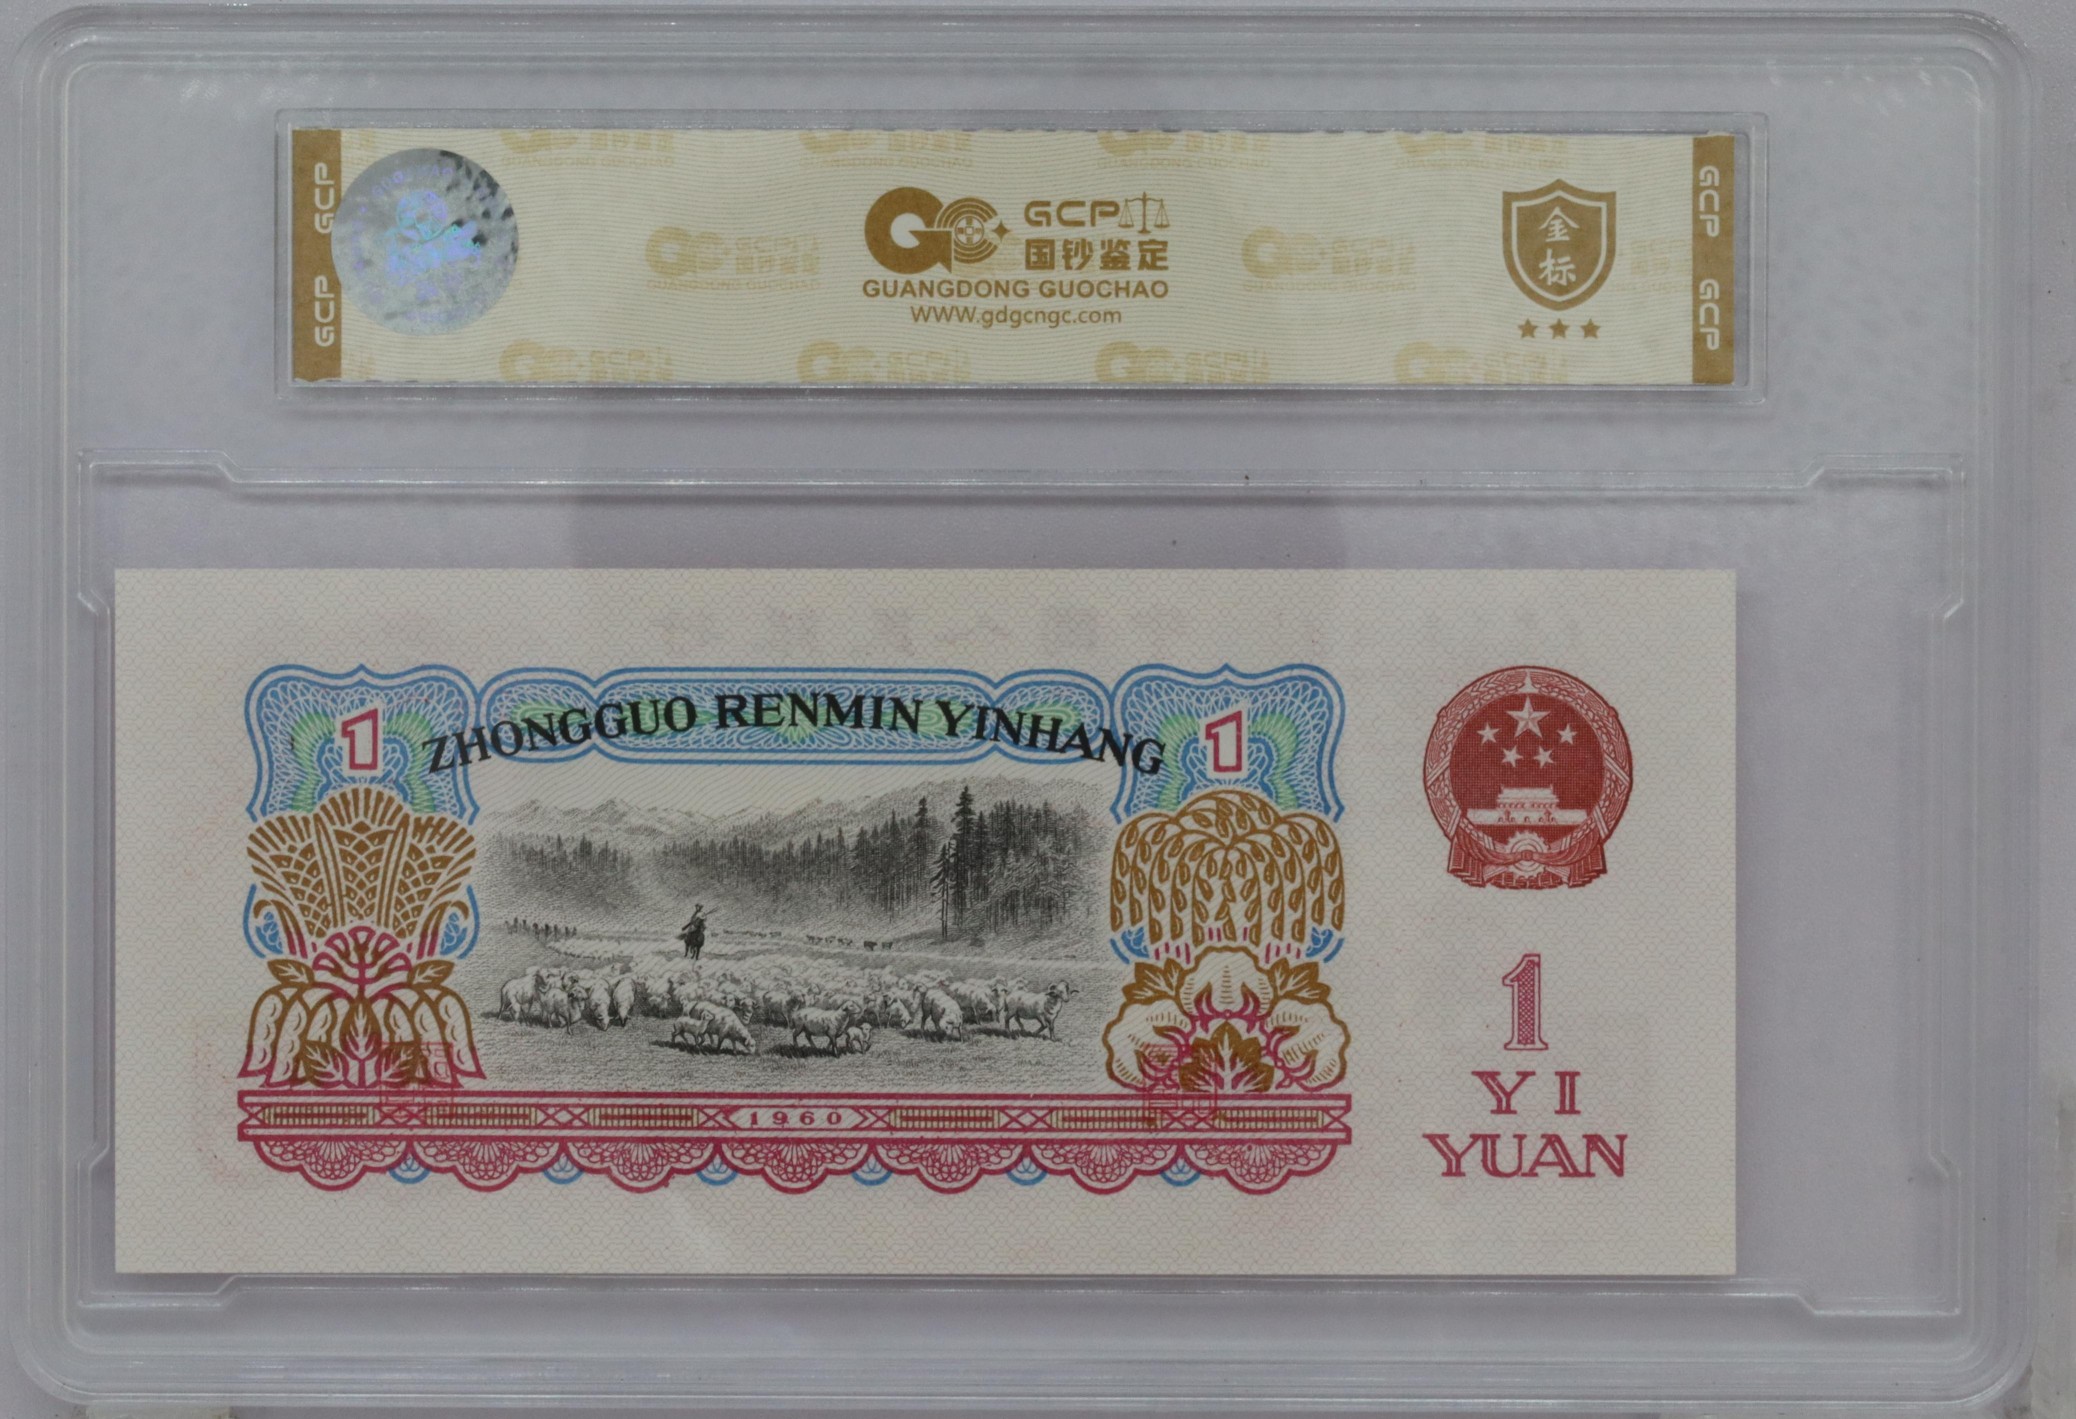 GCP
GCP
GCP
国钞鉴定
GUANGDONG GUOCHAO
www.gdgcngc.com
金
标
GCP
GCP
1
ZHONGGUO RENMIN YINHANG
1
1960
1
YI
YUAN